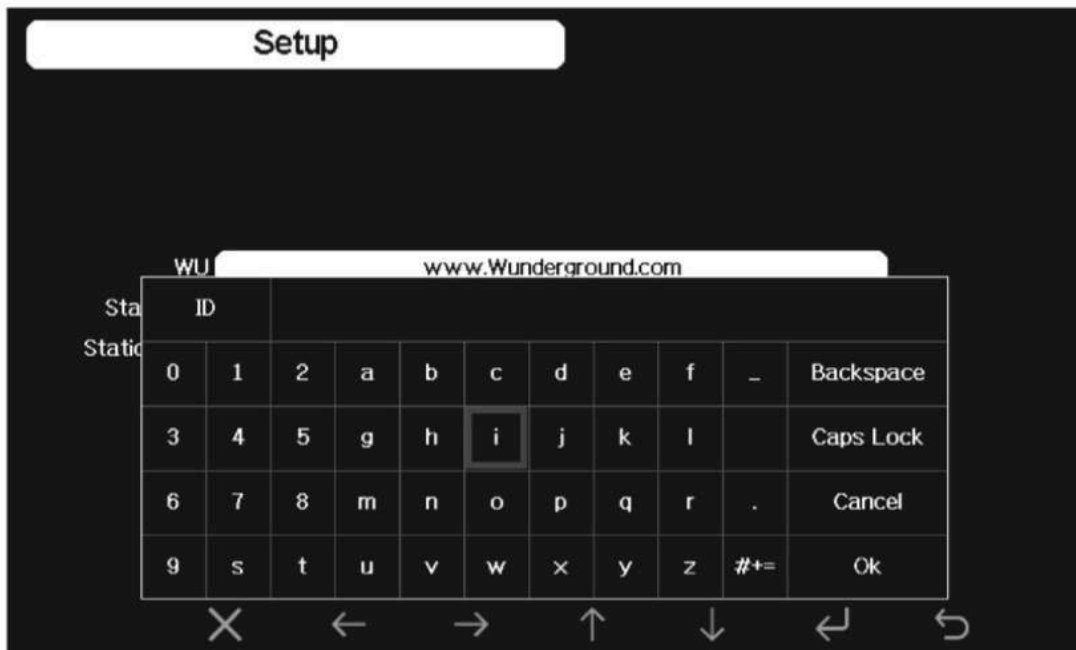 Setup
WU www.Wunderground.com
Sta ID
Static
0 1 2 a b c d e f _ Backspace
3 4 5 g h i j k l Caps Lock
6 7 8 m n o p q r . Cancel
9 s t u v w x y z #+= Ok